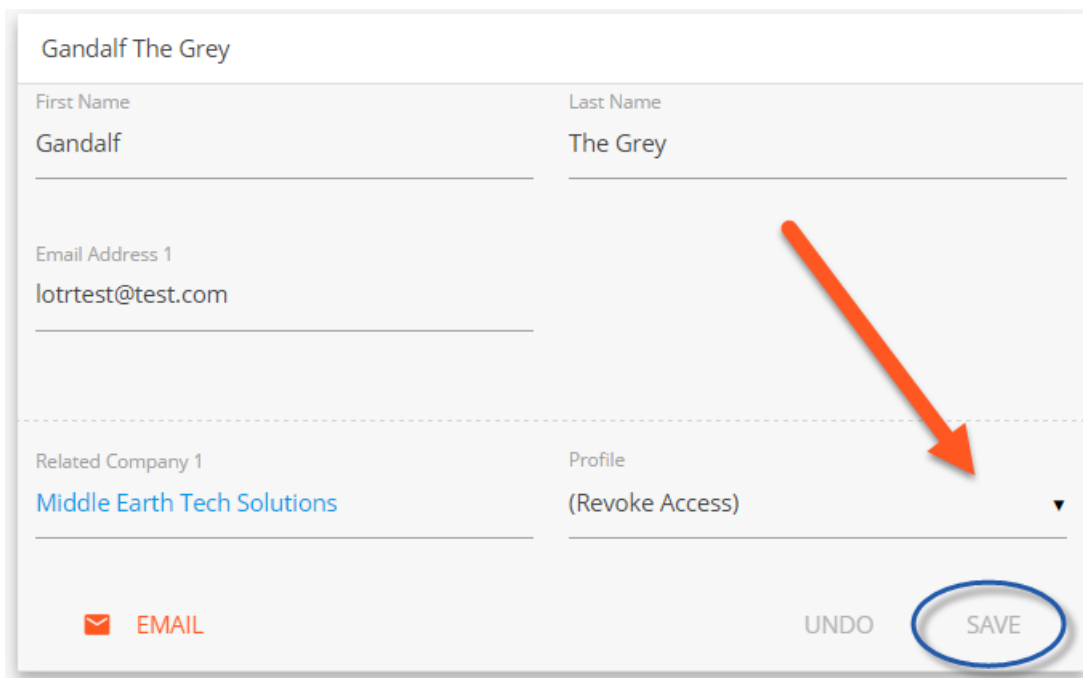 Gandalf The Grey
First Name
Last Name
Gandalf
The Grey
Email Address 1
lotrtest@test.com
Related Company 1
Profile
Middle Earth Tech Solutions
(Revoke Access)
EMAIL
UNDO
SAVE